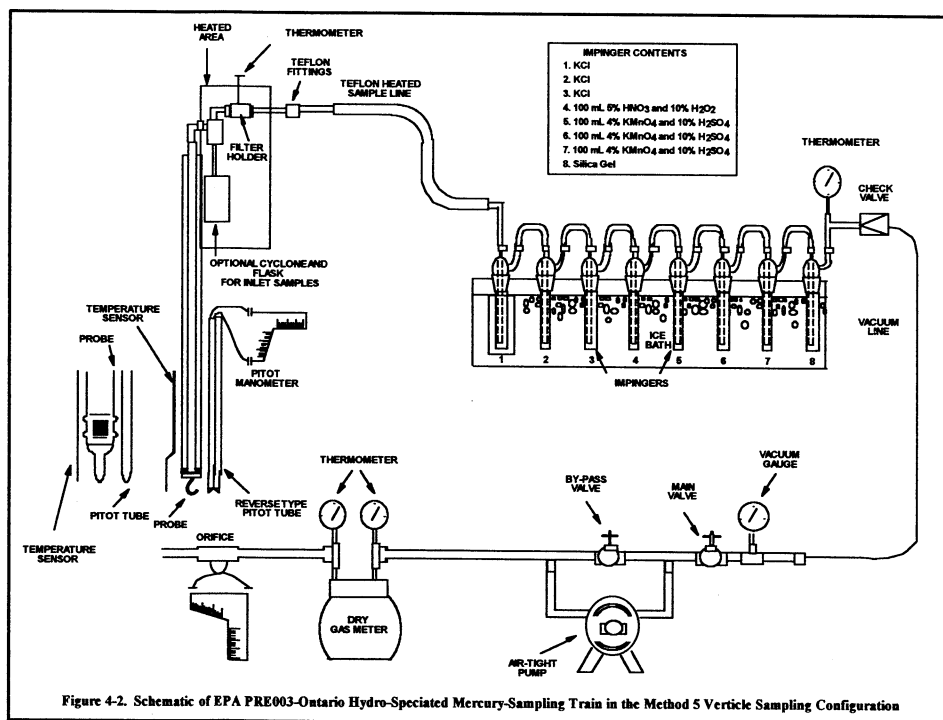 HEATED
AREA
THERMOMETER
TEFLON
FITTINGS
TEFLON HEATED
SAMPLE LINE
FILTER
HOLDER
OPTIONAL CYCLONE AND
FLASK
FOR INLET SAMPLES
IMPINGER CONTENTS
1. KCl
2. KCl
3. KCl
4. 100 mL 5% HNO3 and 10% H2O2
5. 100 mL 4% KMnO4 and 10% H2SO4
6. 100 mL 4% KMnO4 and 10% H2SO4
7. 100 mL 4% KMnO4 and 10% H2SO4
8. Silica Gel
THERMOMETER
CHECK
VALVE
VACUUM
LINE
ICE
BATH
1 2 3 4 5 6 7 8
IMPINGERS
TEMPERATURE
SENSOR
PROBE
PITOT
MANOMETER
PITOT TUBE
PROBE
REVERSE TYPE
PITOT TUBE
TEMPERATURE
SENSOR
ORIFICE
THERMOMETER
DRY
GAS METER
BY-PASS
VALVE
MAIN
VALVE
VACUUM
GAUGE
AIR-TIGHT
PUMP
Figure 4-2. Schematic of EPA PRE003-Ontario Hydro-Speciated Mercury-Sampling Train in the Method 5 Verticle Sampling Configuration